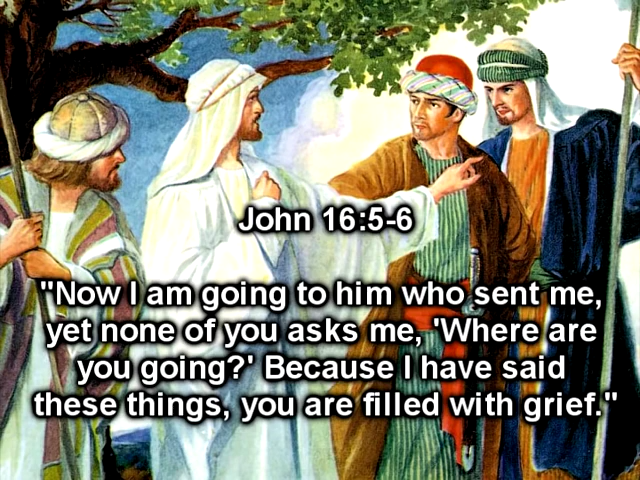 John 16:5-6
"Now I am going to him who sent me,
yet none of you asks me, 'Where are
you going?' Because I have said
these things, you are filled with grief."